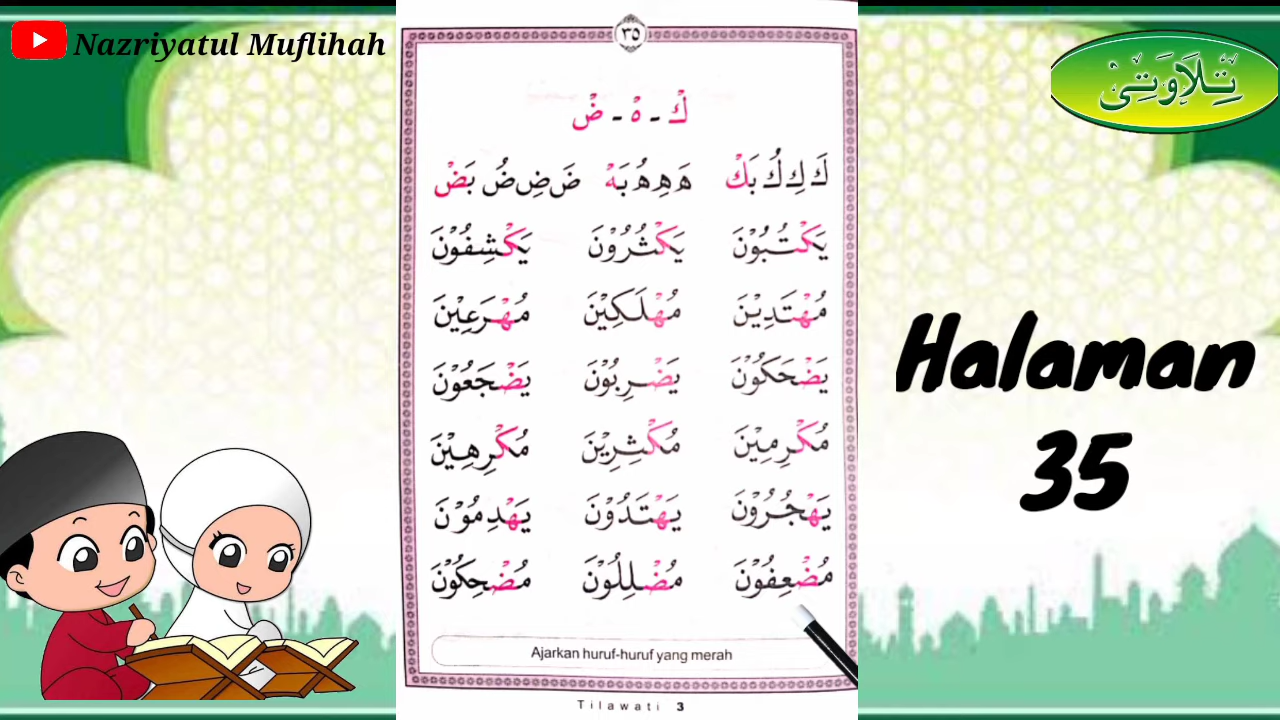 Nazriyatul Muflihah
تِلَاوَتِىْ
٣٥
كْ - هْ - ضْ
كَ كِ كُ بَكْ هَ هِ هُ بَهْ ضَ ضِ ضُ بَضْ
يَكْتُبُوْنَ يَكْثُرُوْنَ يَكْشِفُوْنَ
مُهْتَدِيْنَ مُهْلَكِيْنَ مُهْرَعِيْنَ
يَضْحَكُوْنَ يَضْرِبُوْنَ يَضْجَعُوْنَ
مُكْرِمِيْنَ مُكْثِرِيْنَ مُكْرِهِيْنَ
يَهْجُرُوْنَ يَهْتَدُوْنَ يَهْدِمُوْنَ
مُضْعِفُوْنَ مُضْلِلُوْنَ مُضْحِكُوْنَ
Ajarkan huruf-huruf yang merah
Tilawati 3
Halaman
35